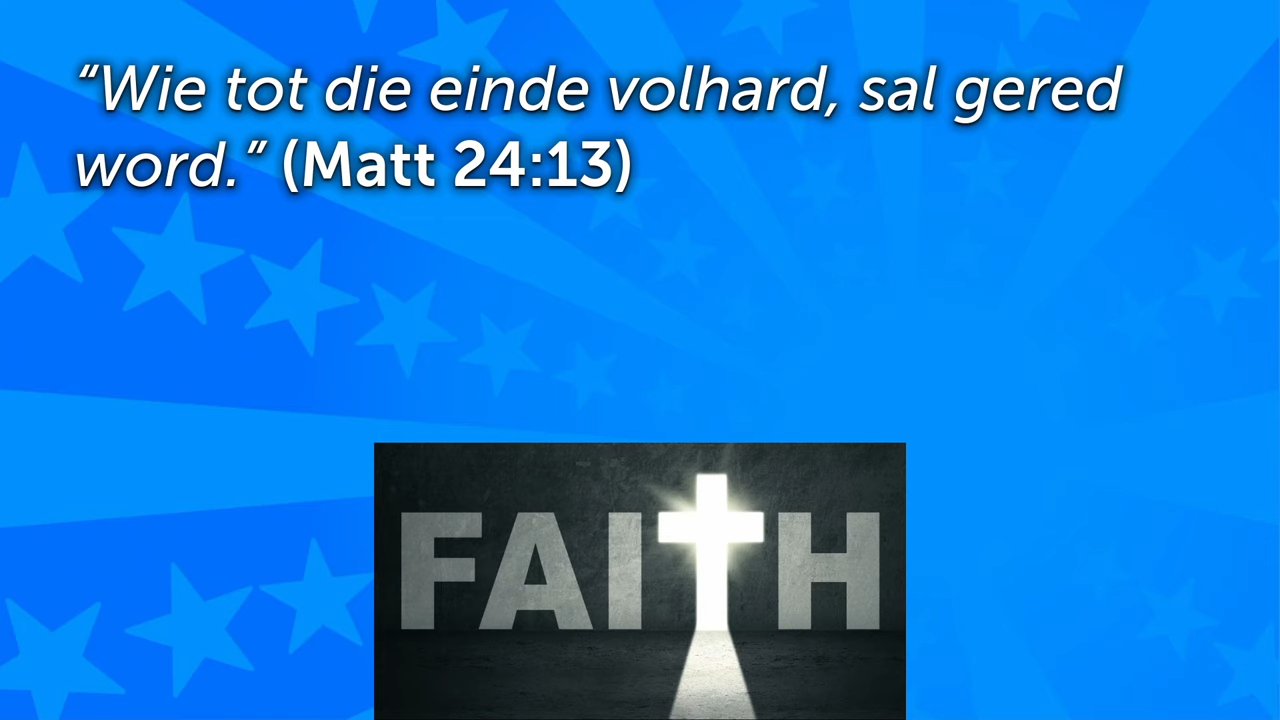 “Wie tot die einde volhard, sal gered
word.” (Matt 24:13)
FAITH